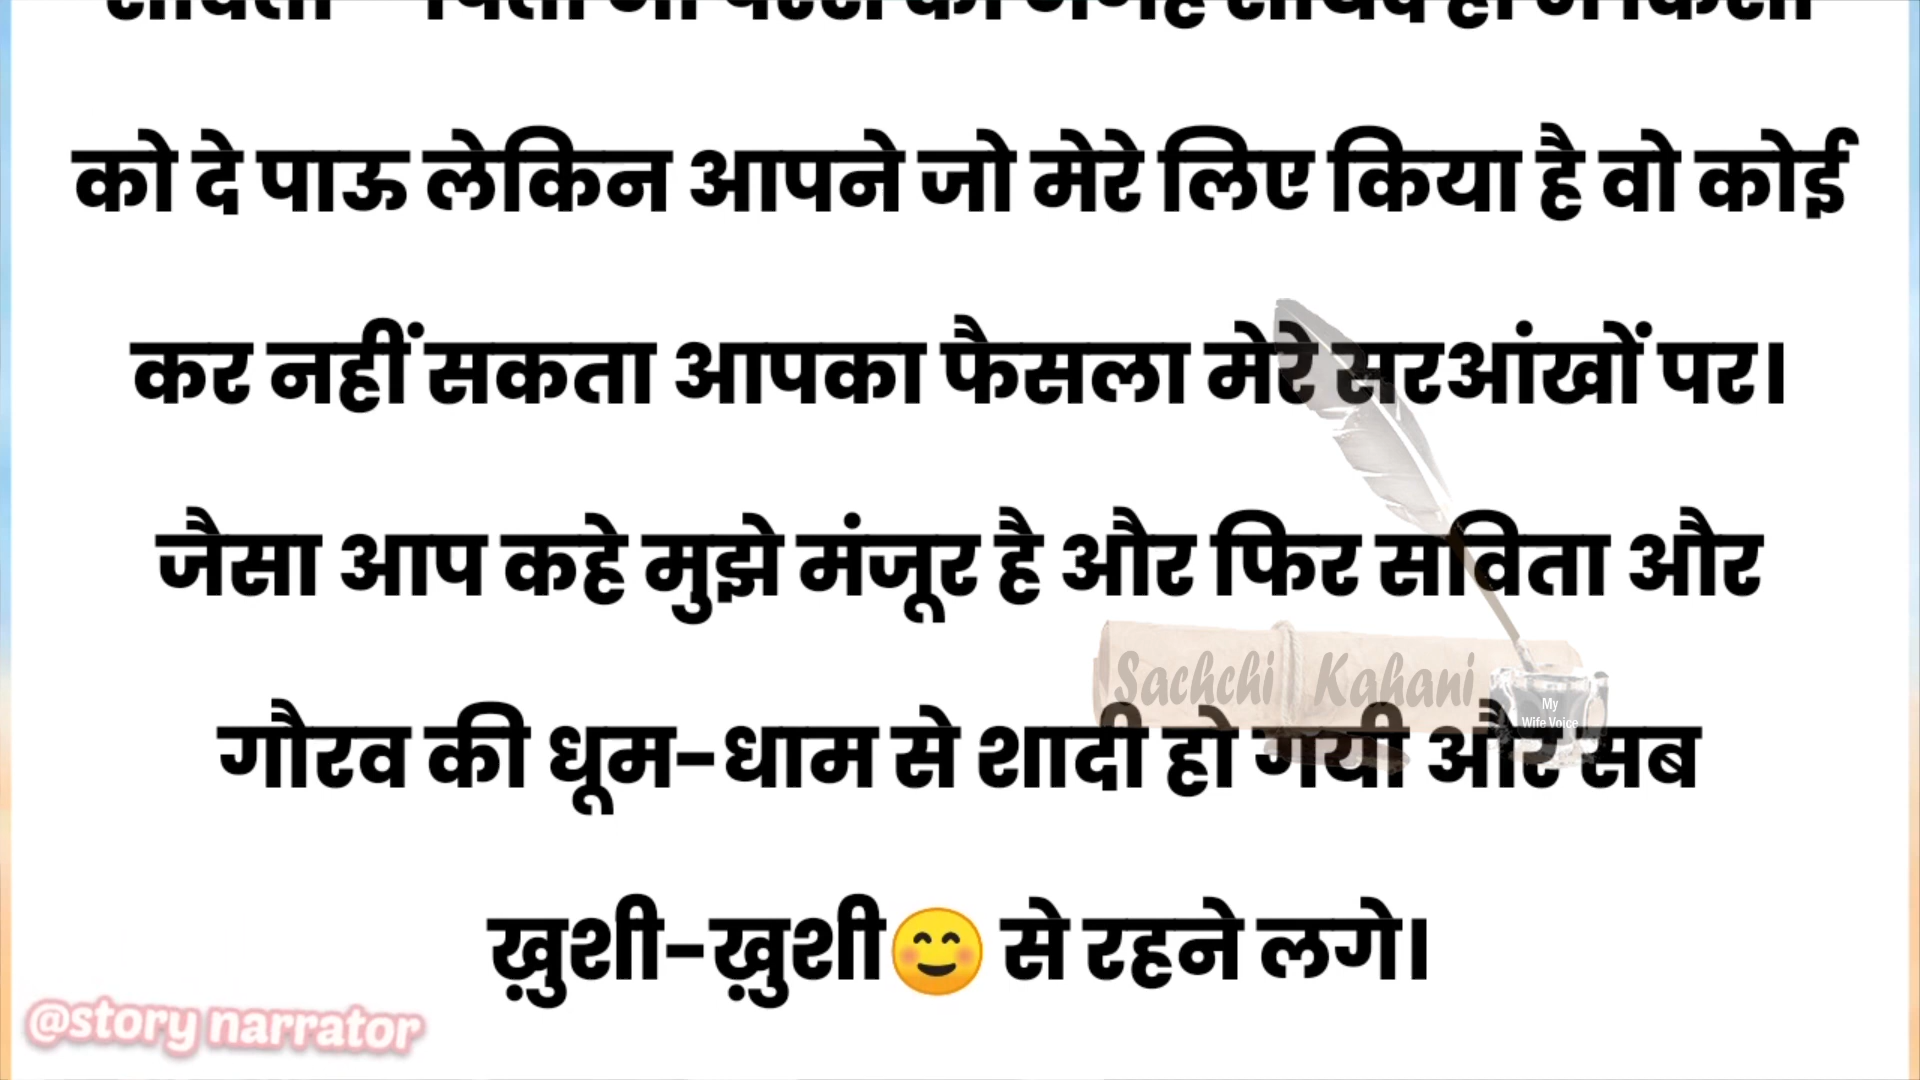 को दे पाऊ लेकिन आपने जो मेरे लिए किया है वो कोई
कर नहीं सकता आपका फैसला मेरे सरआंखों पर।
जैसा आप कहे मुझे मंजूर है और फिर सविता और
Sachchi Kahani
My
Wife Voice
गौरव की धूम-धाम से शादी हो गयी और सब
ख़ुशी-ख़ुशी😊 से रहने लगे।
@story narrator